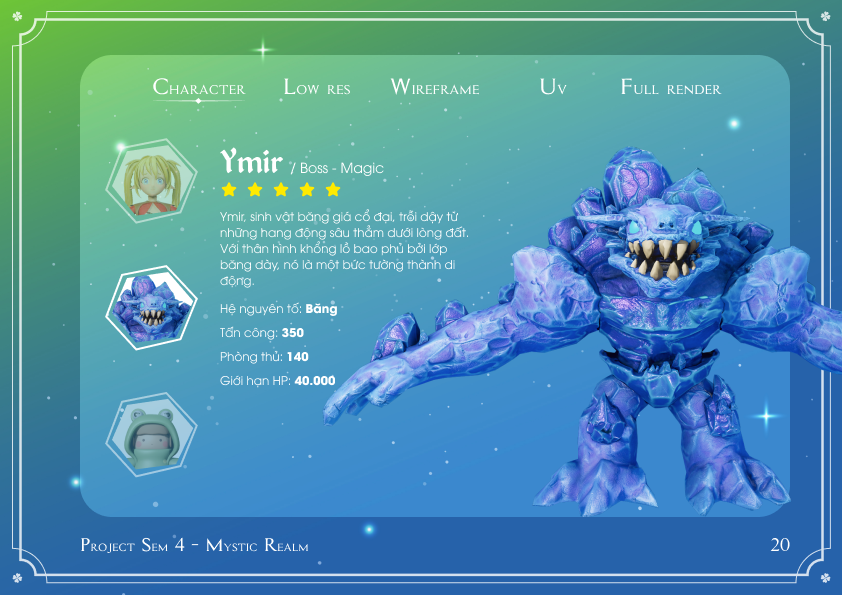 Character Low res Wireframe Uv Full render
Ymir / Boss - Magic
Ymir, sinh vật băng giá cổ đại, trỗi dậy từ
những hang động sâu thẳm dưới lòng đất.
Với thân hình khổng lồ bao phủ bởi lớp
băng dày, nó là một bức tường thành di
động.
Hệ nguyên tố: Băng
Tấn công: 350
Phòng thủ: 140
Giới hạn HP: 40.000
Project Sem 4 - Mystic Realm
20